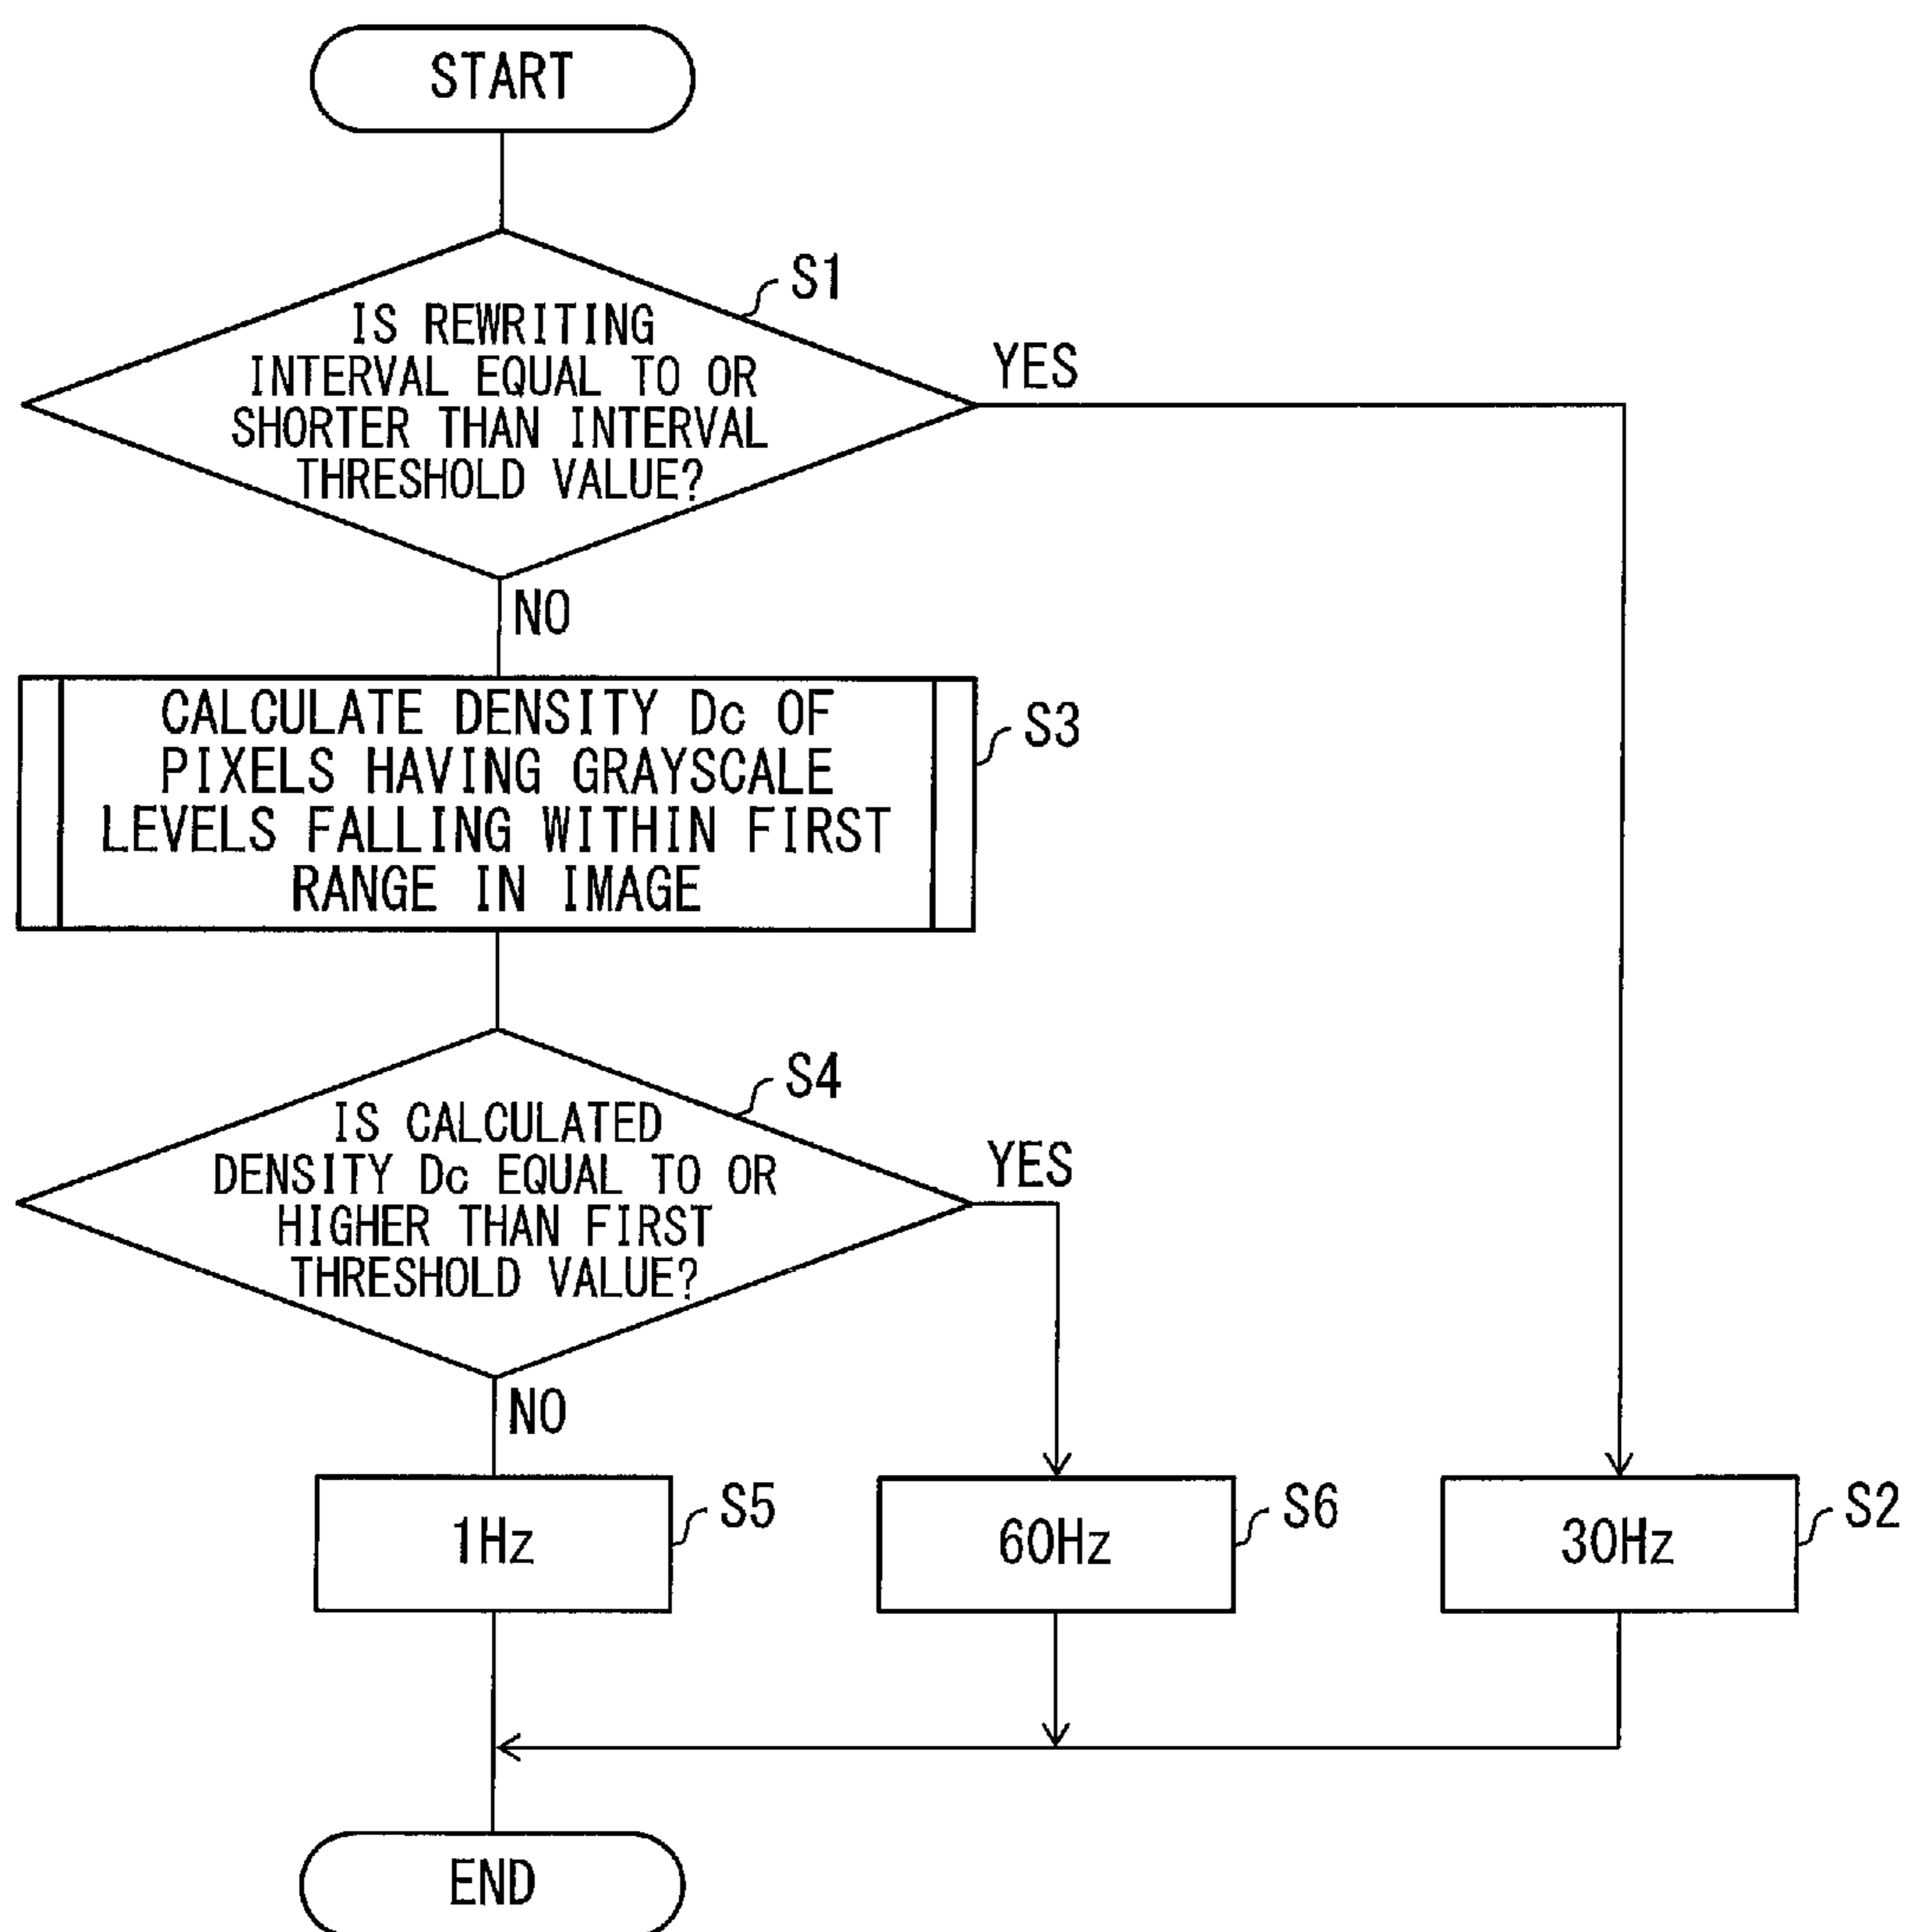 START
S1
IS REWRITING
INTERVAL EQUAL TO OR
SHORTER THAN INTERVAL
THRESHOLD VALUE?
YES
NO
CALCULATE DENSITY Dc OF
PIXELS HAVING GRAYSCALE
LEVELS FALLING WITHIN FIRST
RANGE IN IMAGE
S3
S4
IS CALCULATED
DENSITY Dc EQUAL TO OR
HIGHER THAN FIRST
THRESHOLD VALUE?
YES
NO
1Hz
S5
60Hz
S6
30Hz
S2
END